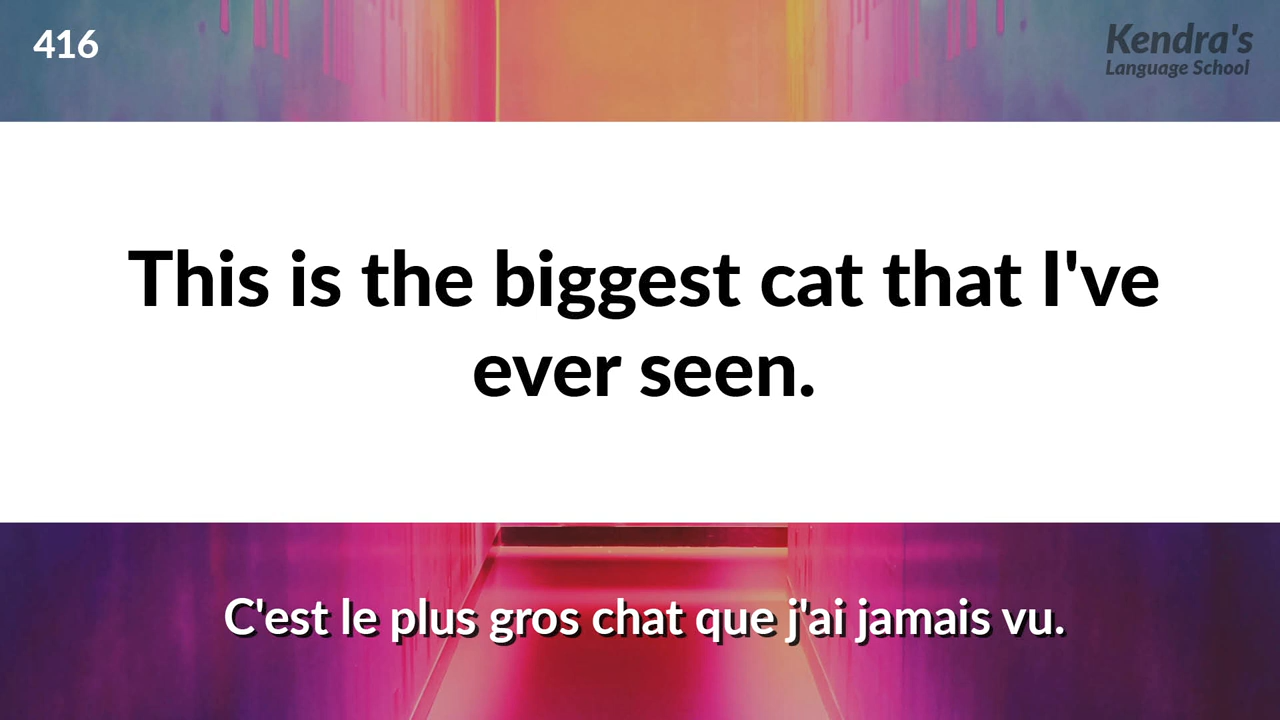 416
Kendra's
Language School
This is the biggest cat that I've
ever seen.
C'est le plus gros chat que j'ai jamais vu.